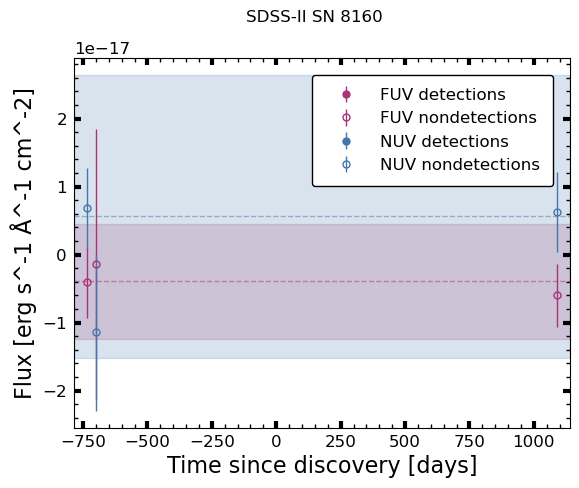 SDSS-II SN 8160
1e−17
Flux [erg s^-1 Å^-1 cm^-2]
2
1
0
−1
−2
FUV detections
FUV nondetections
NUV detections
NUV nondetections
−750 −500 −250 0 250 500 750 1000
Time since discovery [days]